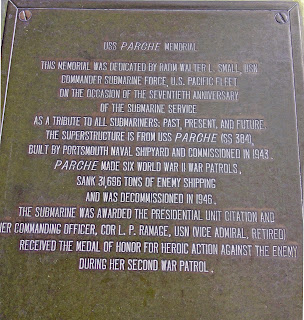 USS PARCHE MEMORIAL
THIS MEMORIAL WAS DEDICATED BY RADM WALTER L. SMALL, USN
COMMANDER SUBMARINE FORCE, U.S. PACIFIC FLEET
ON THE OCCASION OF THE SEVENTIETH ANNIVERSARY
OF THE SUBMARINE SERVICE
AS A TRIBUTE TO ALL SUBMARINERS: PAST, PRESENT, AND FUTURE.
THE SUPERSTRUCTURE IS FROM USS PARCHE (SS 384),
BUILT BY PORTSMOUTH NAVAL SHIPYARD AND COMMISSIONED IN 1943.
PARCHE MADE SIX WORLD WAR II WAR PATROLS,
SANK 31,696 TONS OF ENEMY SHIPPING
AND WAS DECOMMISSIONED IN 1946.
THE SUBMARINE WAS AWARDED THE PRESIDENTIAL UNIT CITATION AND
HER COMMANDING OFFICER, CDR L. P. RAMAGE, USN (VICE ADMIRAL, RETIRED)
RECEIVED THE MEDAL OF HONOR FOR HEROIC ACTION AGAINST THE ENEMY
DURING HER SECOND WAR PATROL.